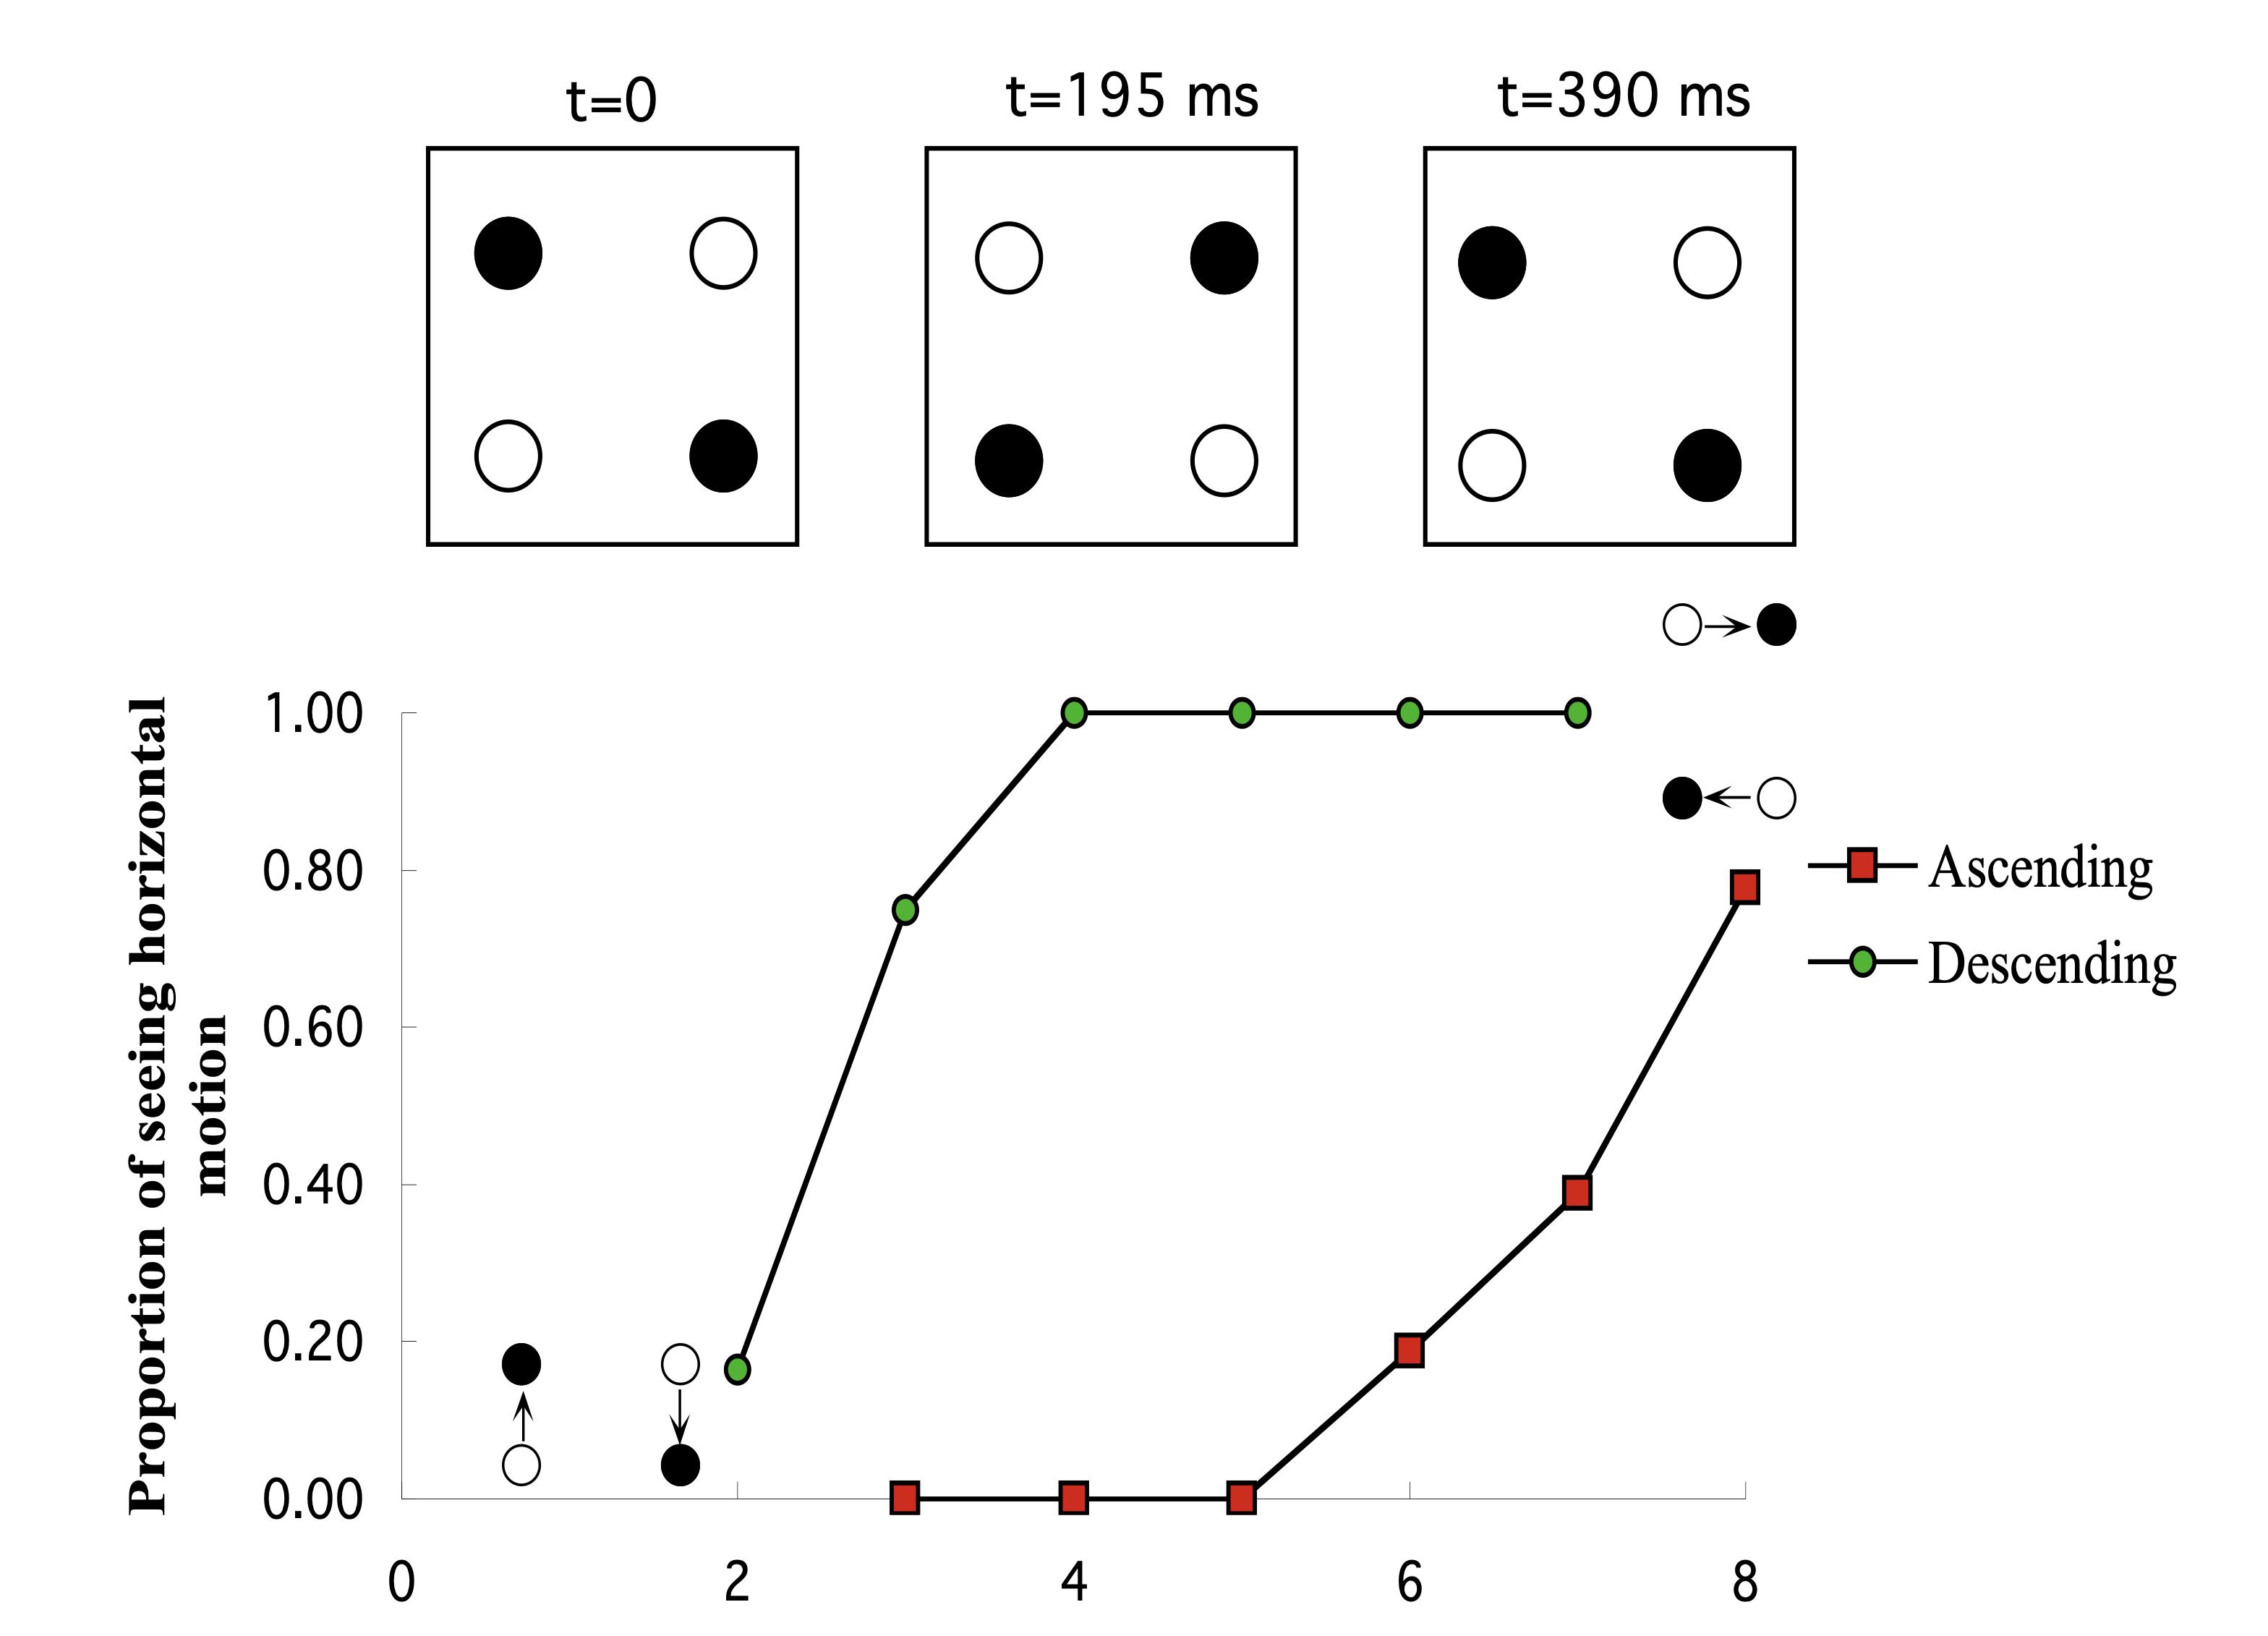 t=0
t=195 ms
t=390 ms
Proportion of seeing horizontal
motion
1.00
0.80
0.60
0.40
0.20
0.00
0
2
4
6
8
Ascending
Descending